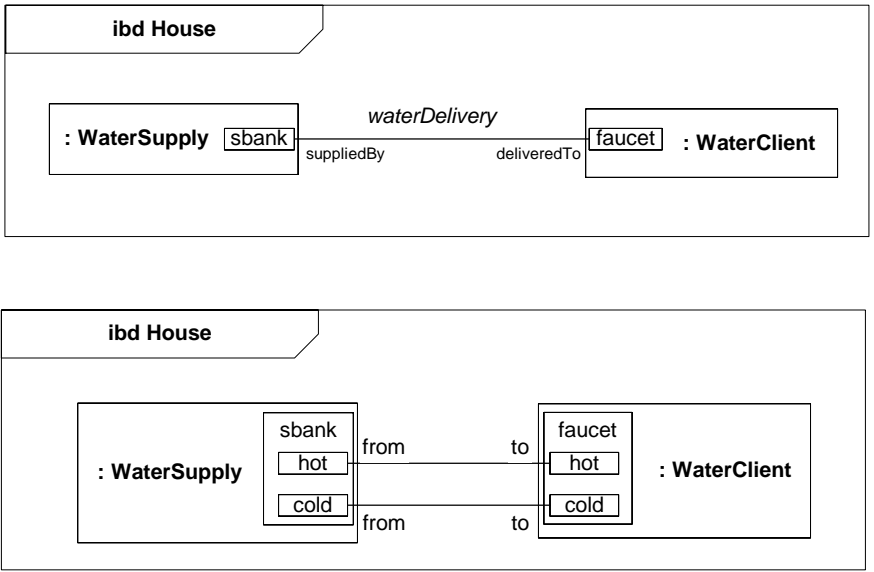 ibd House
waterDelivery
: WaterSupply sbank faucet : WaterClient
suppliedBy deliveredTo
ibd House
sbank faucet
from to
hot hot
: WaterSupply : WaterClient
cold cold
from to